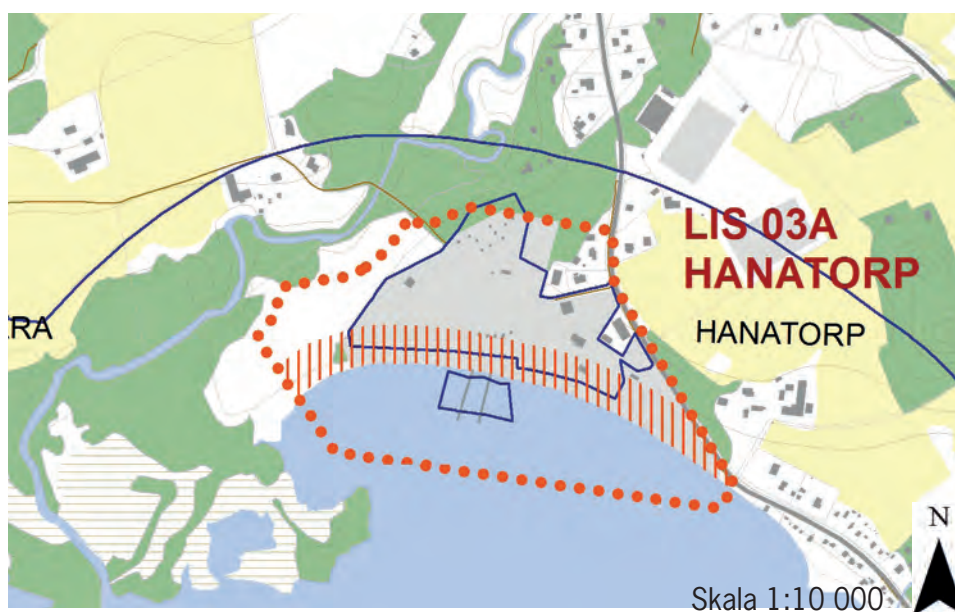 LIS 03A
HANATORP
RA
HANATORP
N
Skala 1:10 000